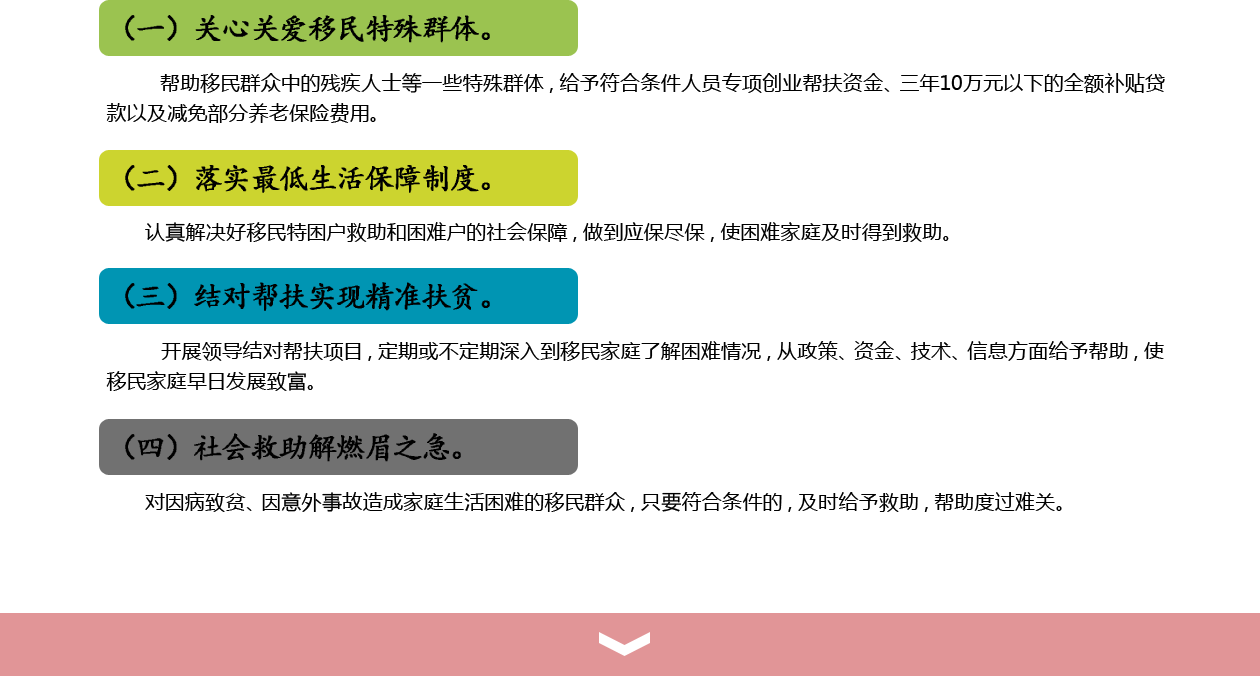 （一）关心关爱移民特殊群体。
帮助移民群众中的残疾人士等一些特殊群体，给予符合条件人员专项创业帮扶资金、三年10万元以下的全额补贴贷
款以及减免部分养老保险费用。
（二）落实最低生活保障制度。
认真解决好移民特困户救助和困难户的社会保障，做到应保尽保，使困难家庭及时得到救助。
（三）结对帮扶实现精准扶贫。
开展领导结对帮扶项目，定期或不定期深入到移民家庭了解困难情况，从政策、资金、技术、信息方面给予帮助，使
移民家庭早日发展致富。
（四）社会救助解燃眉之急。
对因病致贫、因意外事故造成家庭生活困难的移民群众，只要符合条件的，及时给予救助，帮助度过难关。